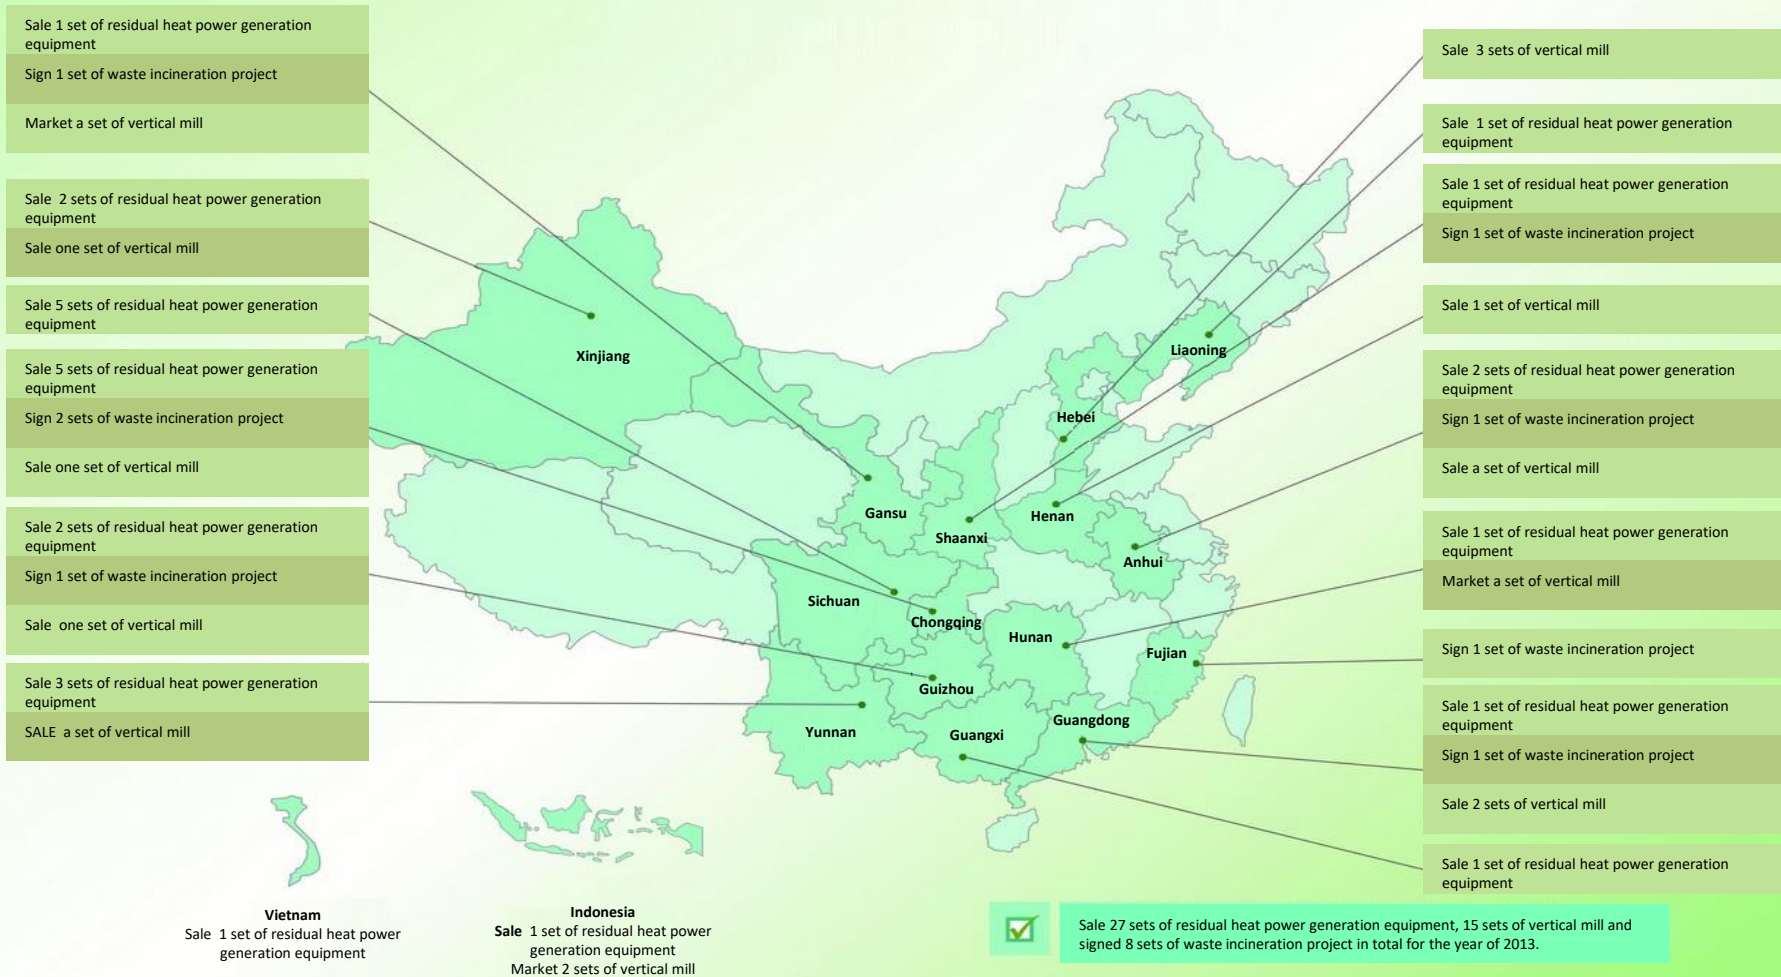 Sale 1 set of residual heat power generation
equipment
Sign 1 set of waste incineration project
Market a set of vertical mill
Sale 2 sets of residual heat power generation
equipment
Sale one set of vertical mill
Sale 5 sets of residual heat power generation
equipment
Sale 5 sets of residual heat power generation
equipment
Sign 2 sets of waste incineration project
Sale one set of vertical mill
Sale 2 sets of residual heat power generation
equipment
Sign 1 set of waste incineration project
Sale one set of vertical mill
Sale 3 sets of residual heat power generation
equipment
SALE a set of vertical mill
Xinjiang
Liaoning
Hebei
Gansu
Henan
Shaanxi
Anhui
Sichuan
Chongqing
Hunan
Fujian
Guizhou
Guangdong
Yunnan
Guangxi
Sale 3 sets of vertical mill
Sale 1 set of residual heat power generation
equipment
Sale 1 set of residual heat power generation
equipment
Sign 1 set of waste incineration project
Sale 1 set of vertical mill
Sale 2 sets of residual heat power generation
equipment
Sign 1 set of waste incineration project
Sale a set of vertical mill
Sale 1 set of residual heat power generation
equipment
Market a set of vertical mill
Sign 1 set of waste incineration project
Sale 1 set of residual heat power generation
equipment
Sign 1 set of waste incineration project
Sale 2 sets of vertical mill
Sale 1 set of residual heat power generation
equipment
Vietnam
Sale 1 set of residual heat power
generation equipment
Indonesia
Sale 1 set of residual heat power
generation equipment
Market 2 sets of vertical mill
Sale 27 sets of residual heat power generation equipment, 15 sets of vertical mill and
signed 8 sets of waste incineration project in total for the year of 2013.